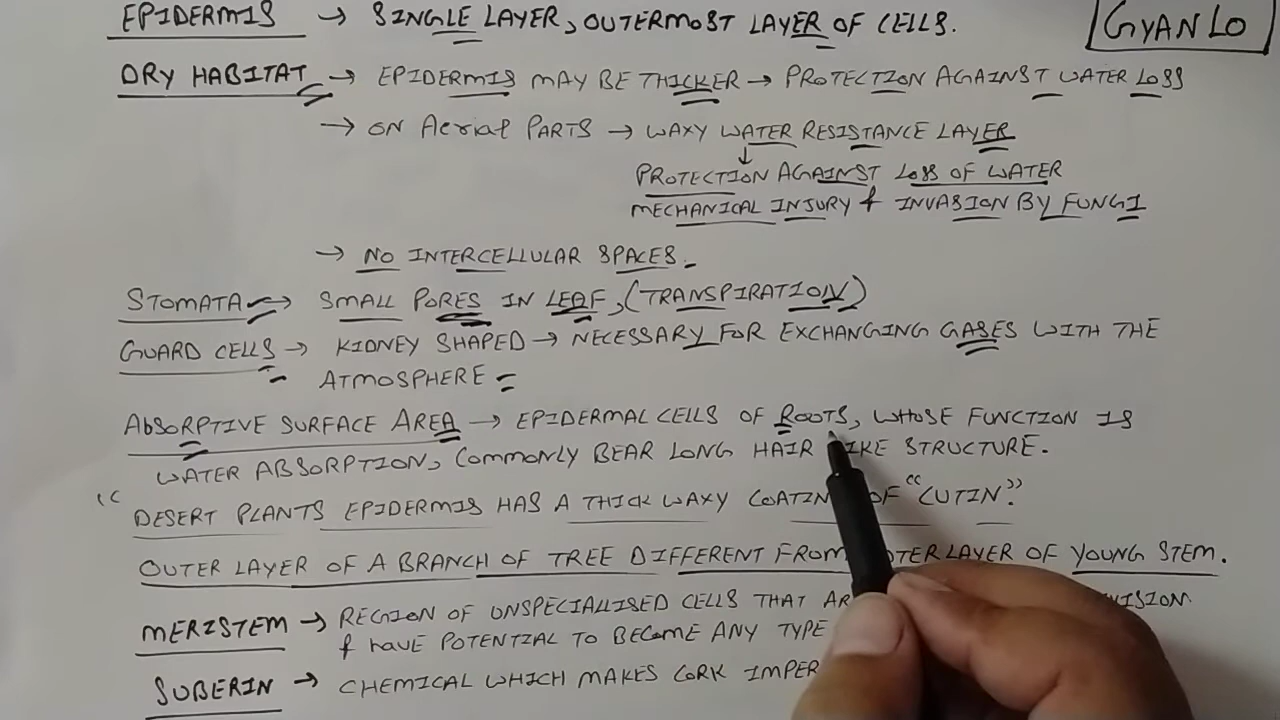 EPIDERMIS → SINGLE LAYER, OUTERMOST LAYER OF CELLS.
GYAN LO
DRY HABITAT → EPIDERMIS MAY BE THICKER → PROTECTION AGAINST WATER LOSS
→ ON Aerial PARTS → WAXY WATER RESISTANCE LAYER
↓
PROTECTION AGAINST LOSS OF WATER
MECHANICAL INJURY & INVASION BY FUNGI
→ NO INTERCELLULAR SPACES.
STOMATA → SMALL PORES IN LEAF, (TRANSPIRATION)
GUARD CELLS → KIDNEY SHAPED → NECESSARY FOR EXCHANGING GASES WITH THE
ATMOSPHERE
ABSORPTIVE SURFACE AREA → EPIDERMAL CELLS OF ROOTS, WHOSE FUNCTION IS
WATER ABSORPTION, COMMONLY BEAR LONG HAIR STRUCTURE.
DESERT PLANTS EPIDERMIS HAS A THICK WAXY OF "CUTIN."
OUTER LAYER OF A BRANCH OF TREE DIFFERENT FROM LAYER OF YOUNG STEM.
MERISTEM → REGION OF UNSPECIALISED CELLS THAT
& HAVE POTENTIAL TO BECOME ANY TYPE
SUBERIN → CHEMICAL WHICH MAKES CORK